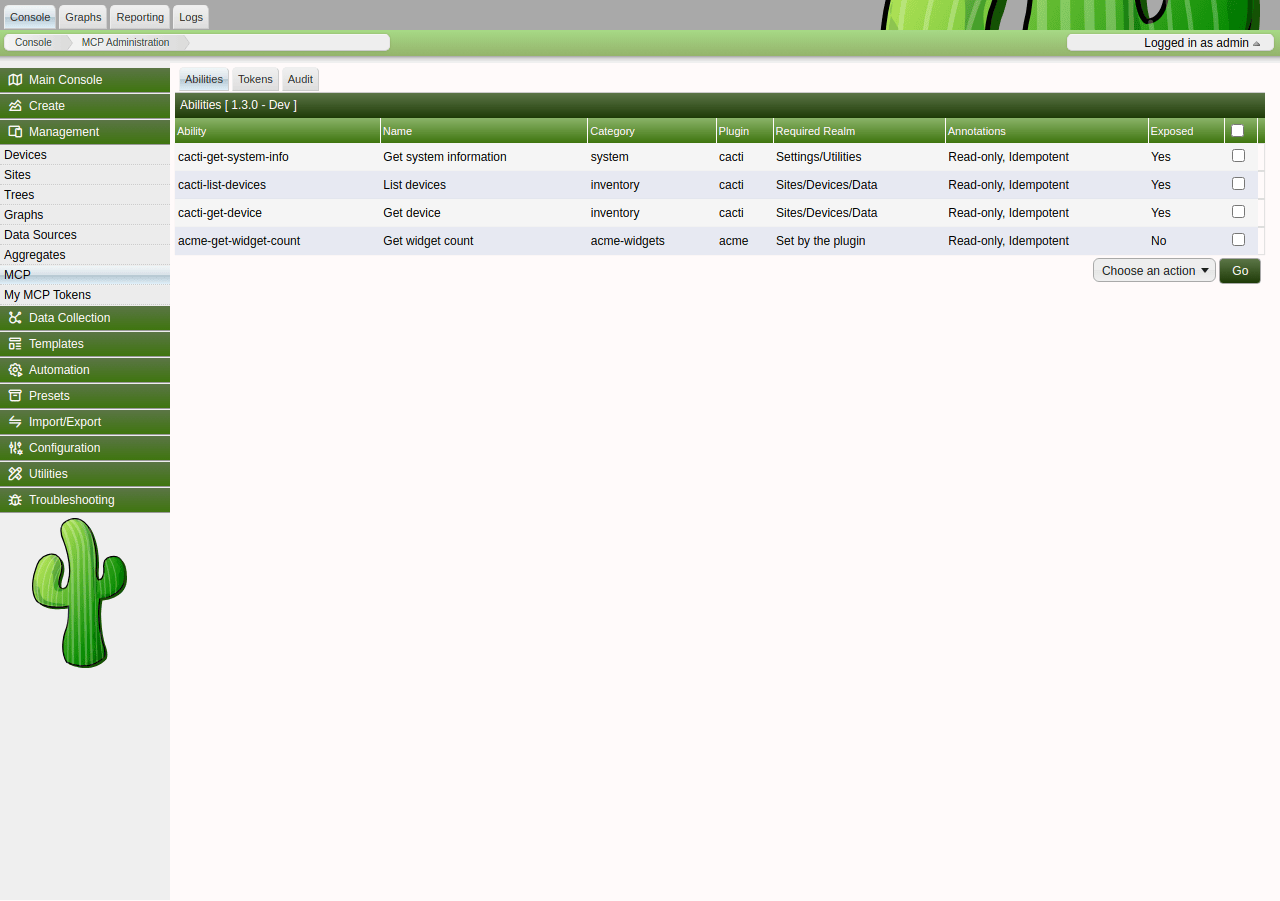 Console Graphs Reporting Logs
Console MCP Administration Logged in as admin
Main Console
Create
Management
Devices
Sites
Trees
Graphs
Data Sources
Aggregates
MCP
My MCP Tokens
Data Collection
Templates
Automation
Presets
Import/Export
Configuration
Utilities
Troubleshooting
Abilities Tokens Audit
Abilities [ 1.3.0 - Dev ]
Ability Name Category Plugin Required Realm Annotations Exposed
cacti-get-system-info Get system information system cacti Settings/Utilities Read-only, Idempotent Yes
cacti-list-devices List devices inventory cacti Sites/Devices/Data Read-only, Idempotent Yes
cacti-get-device Get device inventory cacti Sites/Devices/Data Read-only, Idempotent Yes
acme-get-widget-count Get widget count acme-widgets acme Set by the plugin Read-only, Idempotent No
Choose an action Go